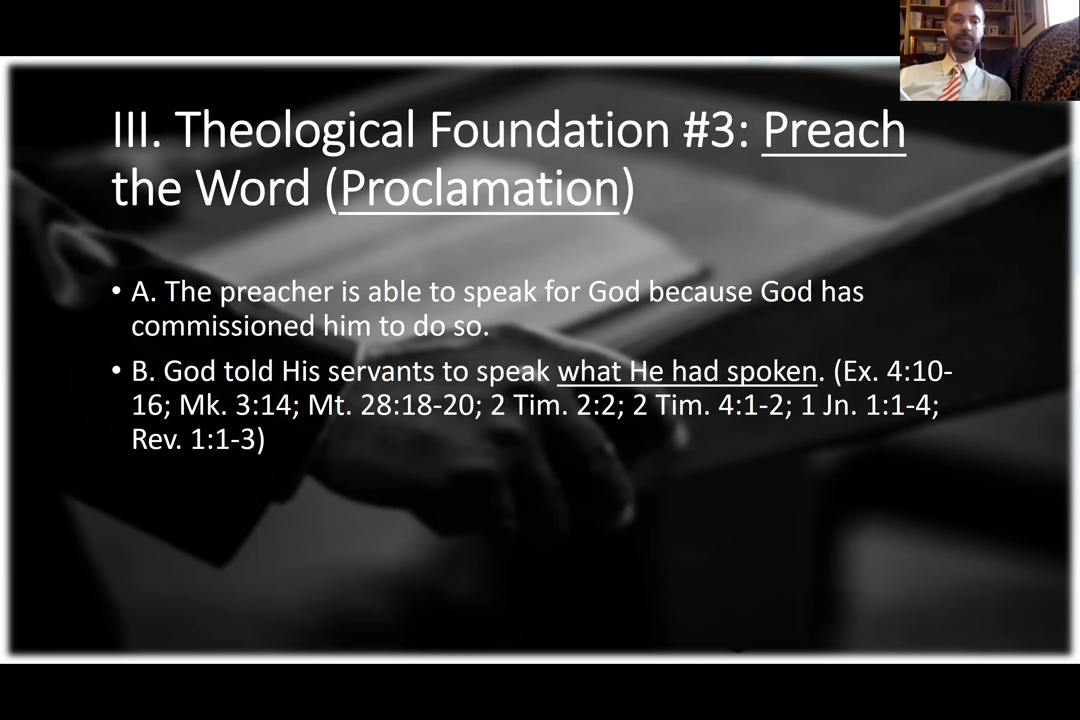 III. Theological Foundation #3: Preach
the Word (Proclamation)
• A. The preacher is able to speak for God because God has
commissioned him to do so.
• B. God told His servants to speak what He had spoken. (Ex. 4:10-
16; Mk. 3:14; Mt. 28:18-20; 2 Tim. 2:2; 2 Tim. 4:1-2; 1 Jn. 1:1-4;
Rev. 1:1-3)